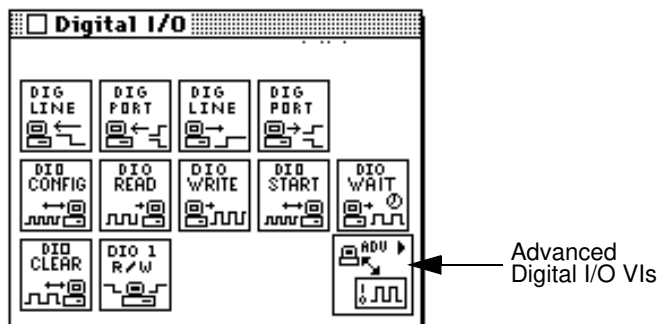 Digital I/O
DIG LINE
DIG PORT
DIG LINE
DIG PORT
DIO CONFIG
DIO READ
DIO WRITE
DIO START
DIO WAIT
DIO CLEAR
DIO 1 R/W
ADV
Advanced
Digital I/O VIs